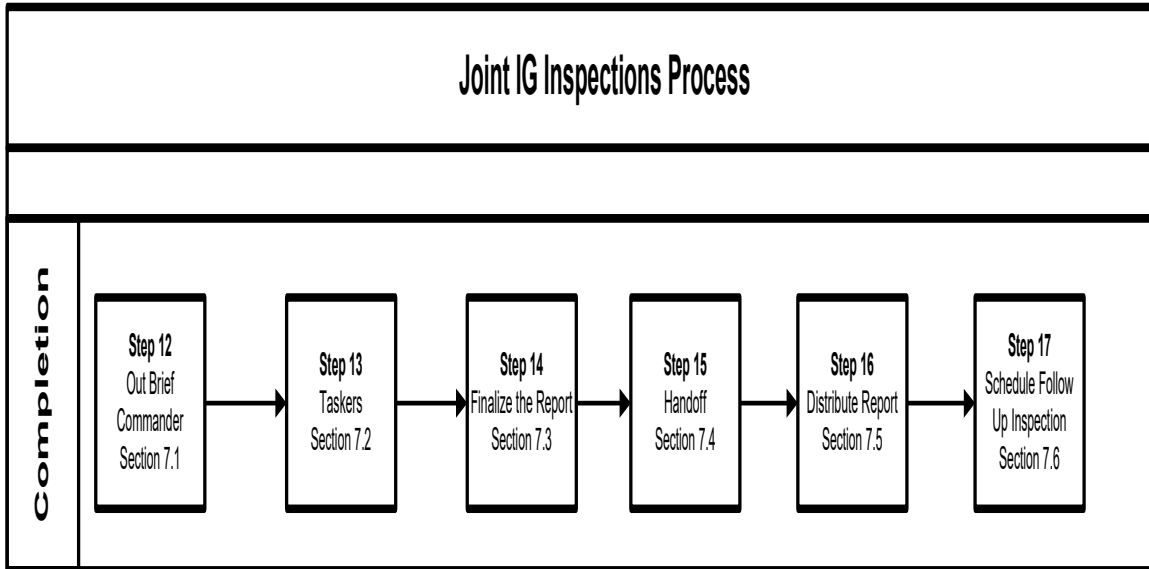 Joint IG Inspections Process
Completion
Step 12
Out Brief
Commander
Section 7.1
Step 13
Taskers
Section 7.2
Step 14
Finalize the Report
Section 7.3
Step 15
Handoff
Section 7.4
Step 16
Distribute Report
Section 7.5
Step 17
Schedule Follow
Up Inspection
Section 7.6